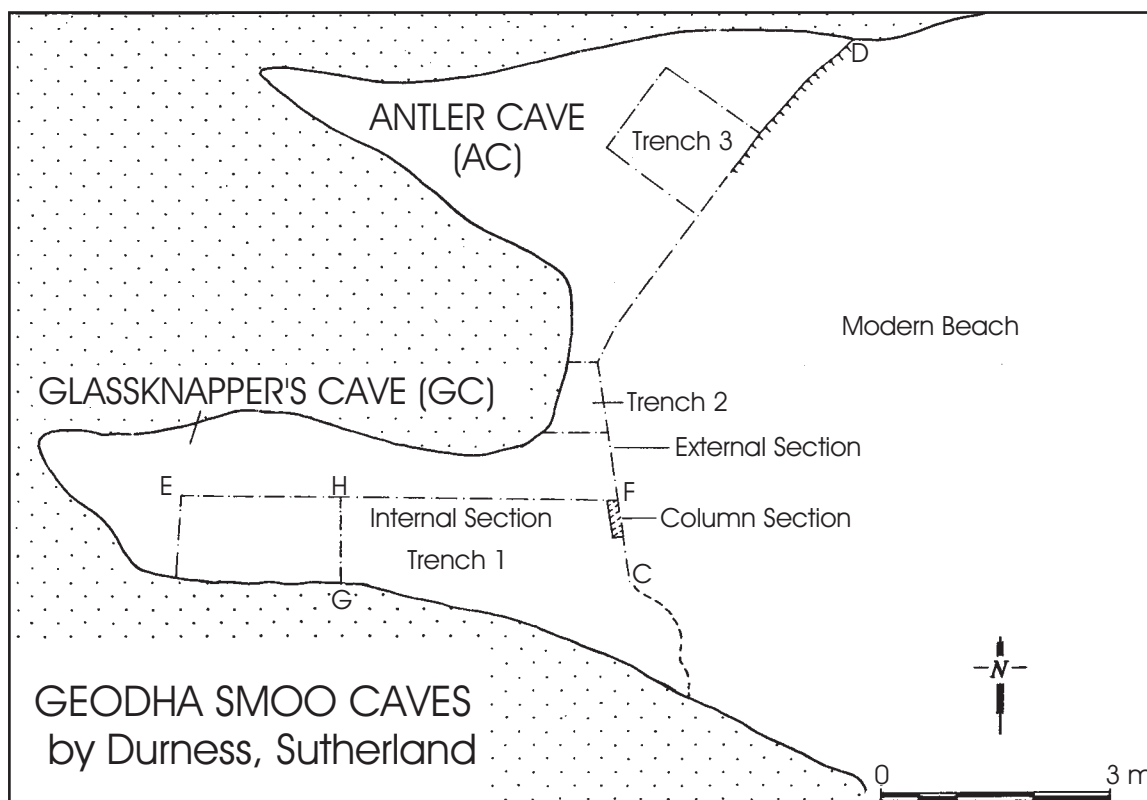 D
ANTLER CAVE
(AC)
Trench 3
Modern Beach
GLASSKNAPPER'S CAVE (GC)
Trench 2
External Section
E
H
F
Internal Section
Column Section
Trench 1
C
G
N
GEODHA SMOO CAVES
by Durness, Sutherland
0
3 m